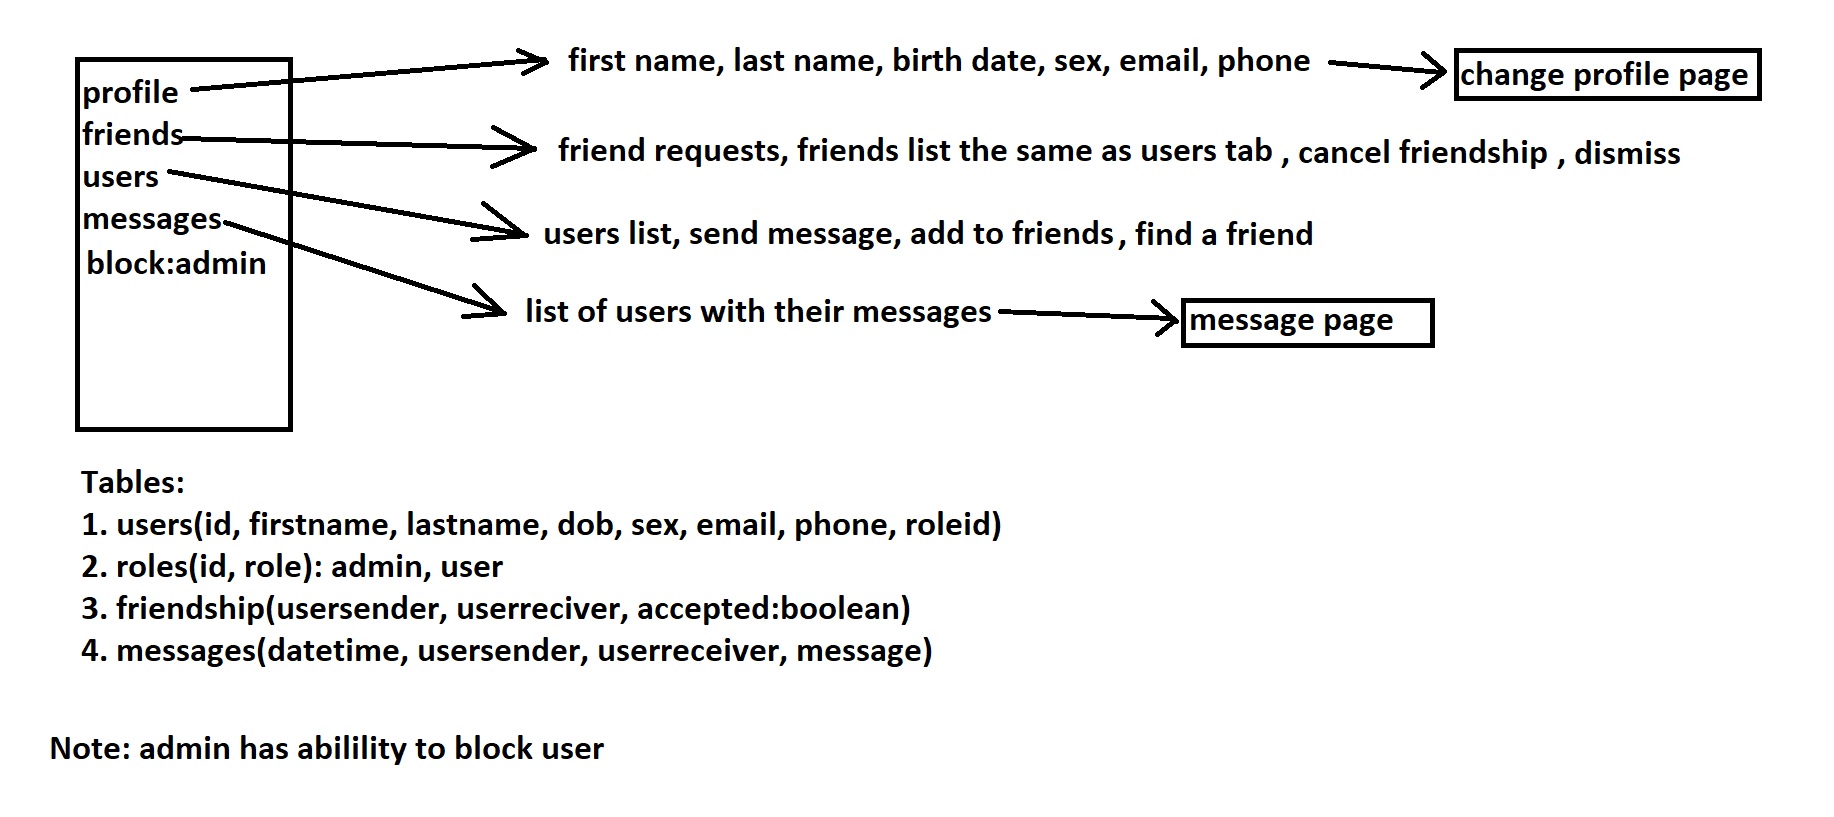 profile
friends
users
messages
block:admin
first name, last name, birth date, sex, email, phone
change profile page
friend requests, friends list the same as users tab , cancel friendship , dismiss
users list, send message, add to friends, find a friend
list of users with their messages
message page
Tables:
1. users(id, firstname, lastname, dob, sex, email, phone, roleid)
2. roles(id, role): admin, user
3. friendship(usersender, userreciver, accepted:boolean)
4. messages(datetime, usersender, userreceiver, message)
Note: admin has abilility to block user